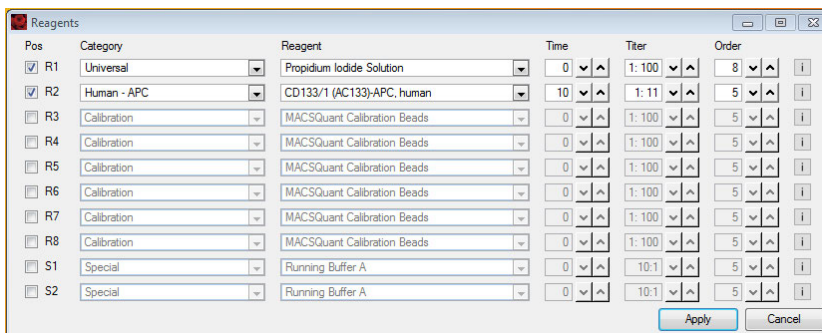 Reagents
Pos Category Reagent Time Titer Order
R1 Universal Propidium Iodide Solution 0 1: 100 8 i
R2 Human - APC CD133/1 (AC133)-APC, human 10 1: 11 5 i
R3 Calibration MACSQuant Calibration Beads 0 1: 100 5 i
R4 Calibration MACSQuant Calibration Beads 0 1: 100 5 i
R5 Calibration MACSQuant Calibration Beads 0 1: 100 5 i
R6 Calibration MACSQuant Calibration Beads 0 1: 100 5 i
R7 Calibration MACSQuant Calibration Beads 0 1: 100 5 i
R8 Calibration MACSQuant Calibration Beads 0 1: 100 5 i
S1 Special Running Buffer A 0 10:1 5 i
S2 Special Running Buffer A 0 10:1 5 i
Apply Cancel